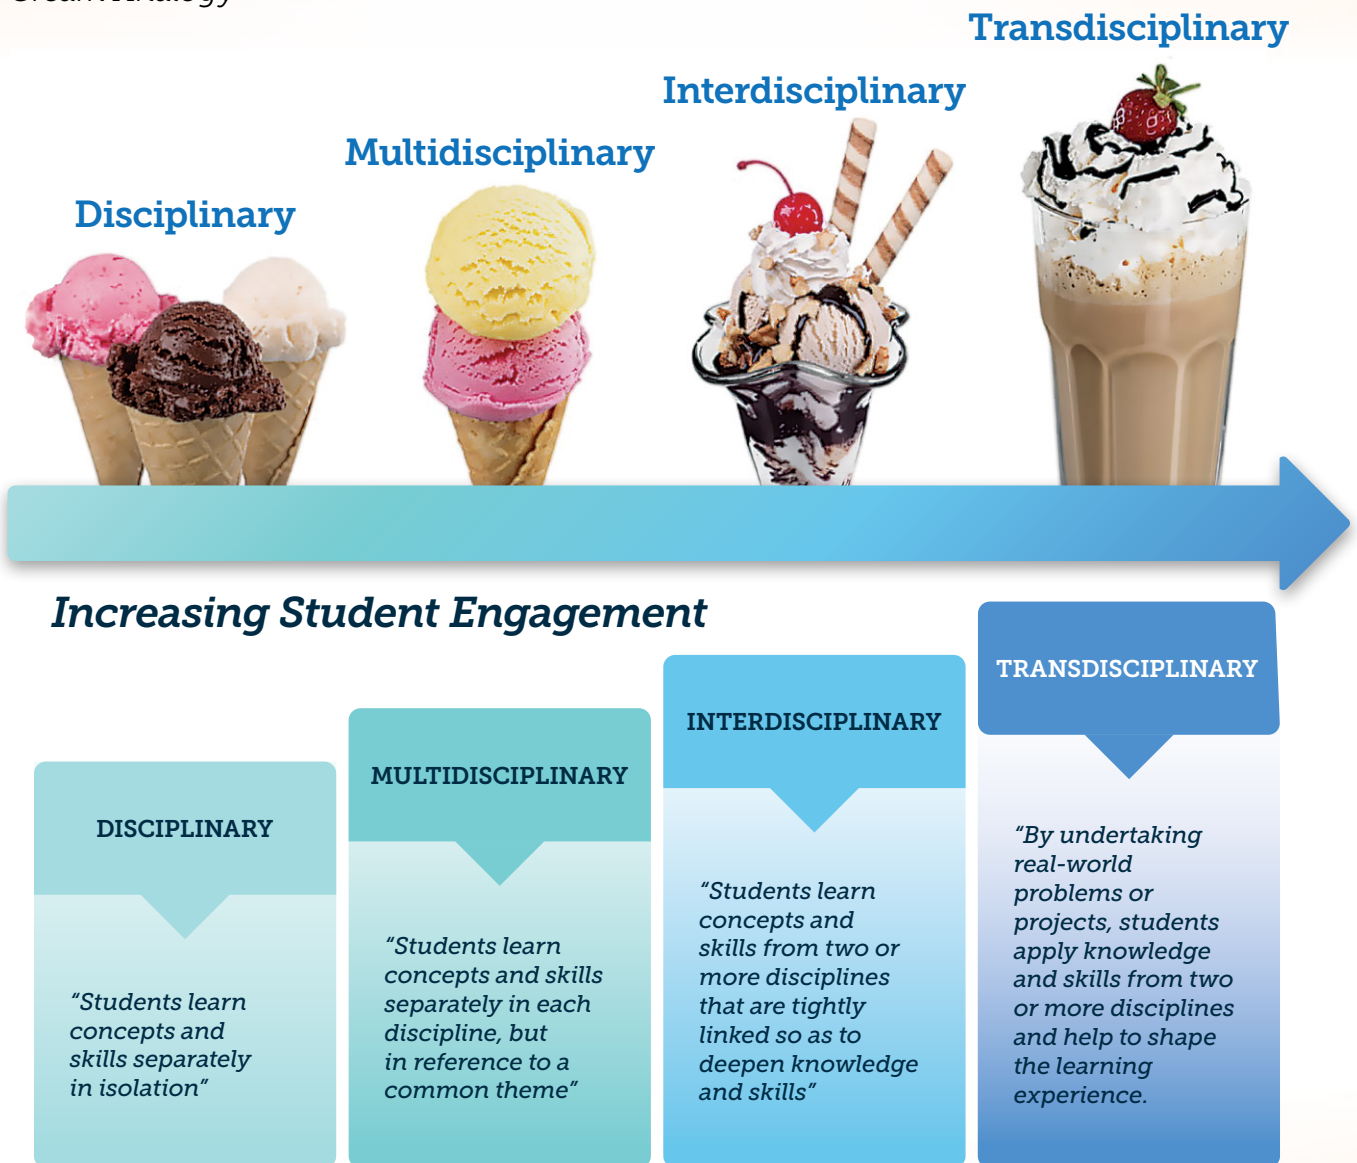 Transdisciplinary
Interdisciplinary
Multidisciplinary
Disciplinary
Increasing Student Engagement
DISCIPLINARY
“Students learn
concepts and
skills separately
in isolation”
MULTIDISCIPLINARY
“Students learn
concepts and skills
separately in each
discipline, but
in reference to a
common theme”
INTERDISCIPLINARY
“Students learn
concepts and
skills from two or
more disciplines
that are tightly
linked so as to
deepen knowledge
and skills”
TRANSDISCIPLINARY
“By undertaking
real-world
problems or
projects, students
apply knowledge
and skills from two
or more disciplines
and help to shape
the learning
experience.